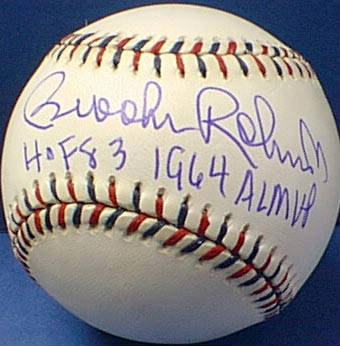 Brooks Robinson
HOF 83 1964 AL MVP